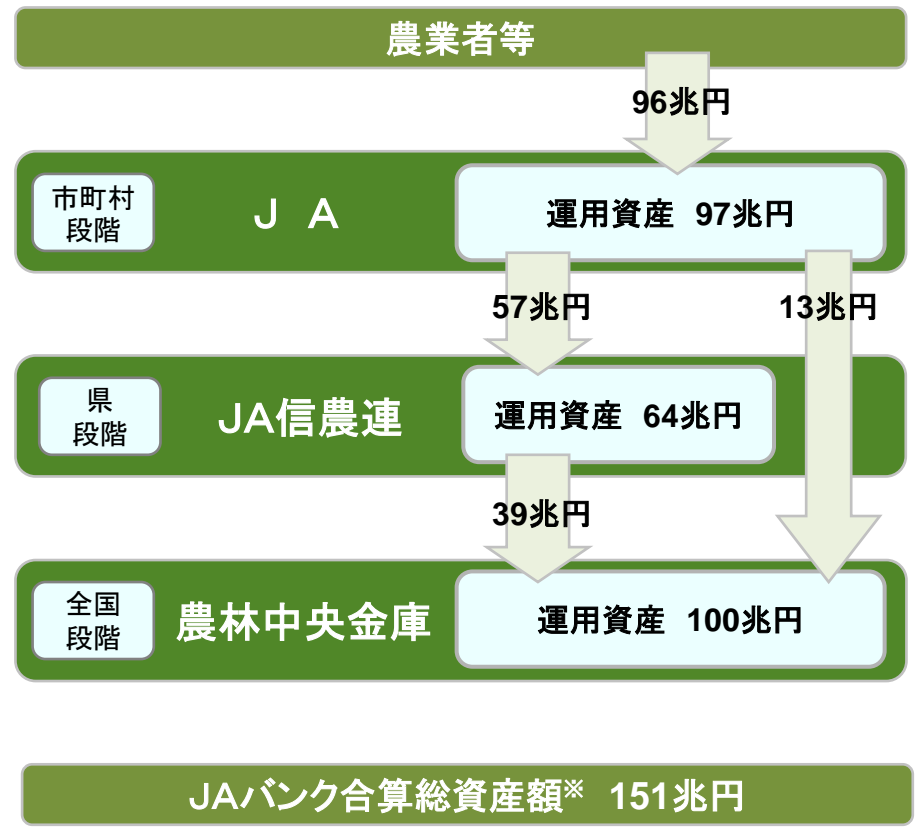 農業者等
96兆円
市町村
段階
Ｊ Ａ
運用資産 97兆円
57兆円
13兆円
県
段階
ＪＡ信農連
運用資産 64兆円
39兆円
全国
段階
農林中央金庫
運用資産 100兆円
ＪＡバンク合算総資産額※ 151兆円